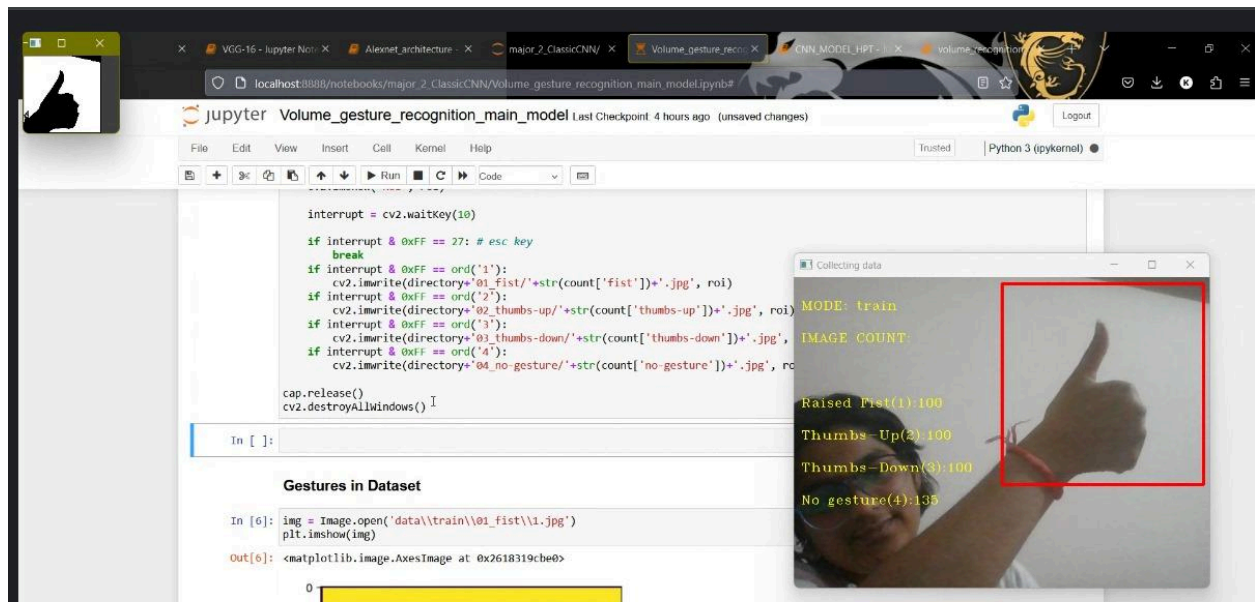 VGG-16 - Jupyter Not
Alexnet_architecture -
major_2_ClassicCNN/
Volume_gesture_recog
CNN_MODEL_HPT -
volume_recognition
localhost:8888/notebooks/major_2_ClassicCNN/Volume_gesture_recognition_main_model.ipynb#
jupyter Volume_gesture_recognition_main_model Last Checkpoint 4 hours ago (unsaved changes)
Logout
File Edit View Insert Cell Kernel Help
Trusted
Python 3 (ipykernel)
Run
Code
interrupt = cv2.waitKey(10)
if interrupt & 0xFF == 27: # esc key
break
if interrupt & 0xFF == ord('1'):
cv2.imwrite(directory+'01_fist/'+str(count['fist'])+'.jpg', roi)
if interrupt & 0xFF == ord('2'):
cv2.imwrite(directory+'02_thumbs-up/'+str(count['thumbs-up'])+'.jpg', roi)
if interrupt & 0xFF == ord('3'):
cv2.imwrite(directory+'03_thumbs-down/'+str(count['thumbs-down'])+'.jpg',
if interrupt & 0xFF == ord('4'):
cv2.imwrite(directory+'04_no-gesture/'+str(count['no-gesture'])+'.jpg', ro
cap.release()
cv2.destroyAllWindows()
In [ ]:
Gestures in Dataset
In [6]: img = Image.open('data\\train\\01_fist\\1.jpg')
plt.imshow(img)
Out[6]: <matplotlib.image.AxesImage at 0x2618319cbe0>
0
Collecting data
MODE: train
IMAGE COUNT:
Raised Fist(1):100
Thumbs-Up(2):100
Thumbs-Down(3):100
No gesture(4):135